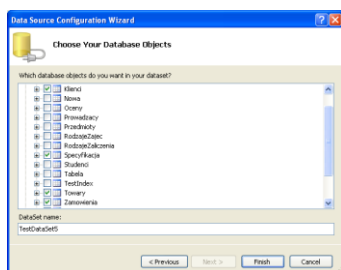 Data Source Configuration Wizard
Choose Your Database Objects
Which database objects do you want in your dataset?
Klienci
Nowa
Oceny
Prowadzacy
Przedmioty
RodzajeZajec
RodzajeZaliczenia
Specyfikacja
Studenci
Tabela
TestIndex
Towary
Zamowienia
DataSet name:
TestDataSet5
< Previous
Next >
Finish
Cancel